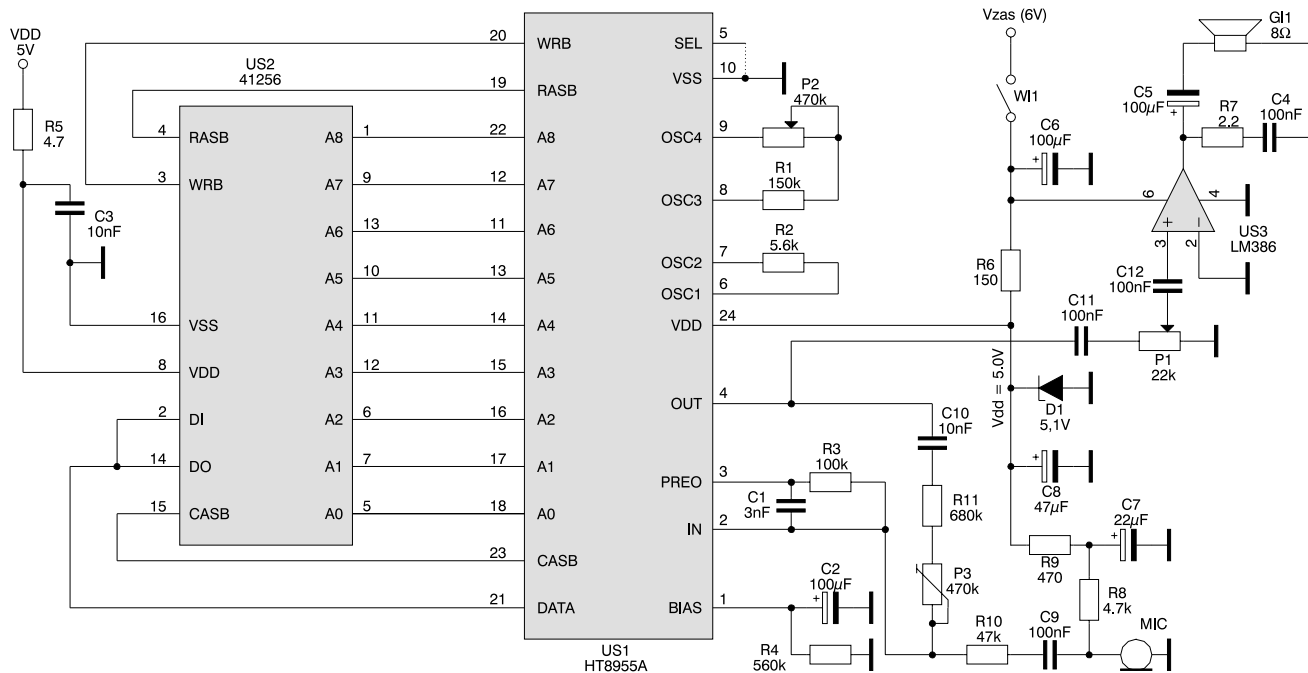 VDD
5V
R5
4.7
C3
10nF
US2
41256
4
RASB
3
WRB
16
VSS
8
VDD
2
DI
14
DO
15
CASB
A8
1
A7
9
A6
13
A5
10
A4
11
A3
12
A2
6
A1
7
A0
5
20
WRB
19
RASB
22
A8
12
A7
11
A6
13
A5
14
A4
15
A3
16
A2
17
A1
18
A0
23
CASB
21
DATA
US1
HT8955A
SEL
5
VSS
10
OSC4
9
OSC3
8
OSC2
7
OSC1
6
VDD
24
OUT
4
PREO
3
IN
2
BIAS
1
P2
470k
R1
150k
R2
5.6k
R3
100k
C1
3nF
C2
+
100µF
R4
560k
C10
10nF
R11
680k
P3
470k
R10
47k
C9
100nF
Vzas (6V)
Wł1
C6
+
100µF
R6
150
Vdd = 5.0V
D1
5,1V
+
C8
47µF
R9
470
C7
22µF
+
R8
4.7k
MIC
C11
100nF
P1
22k
C12
100nF
6
4
+
−
3
2
US3
LM386
C5
100µF
+
R7
2.2
C4
100nF
Gł1
8Ω